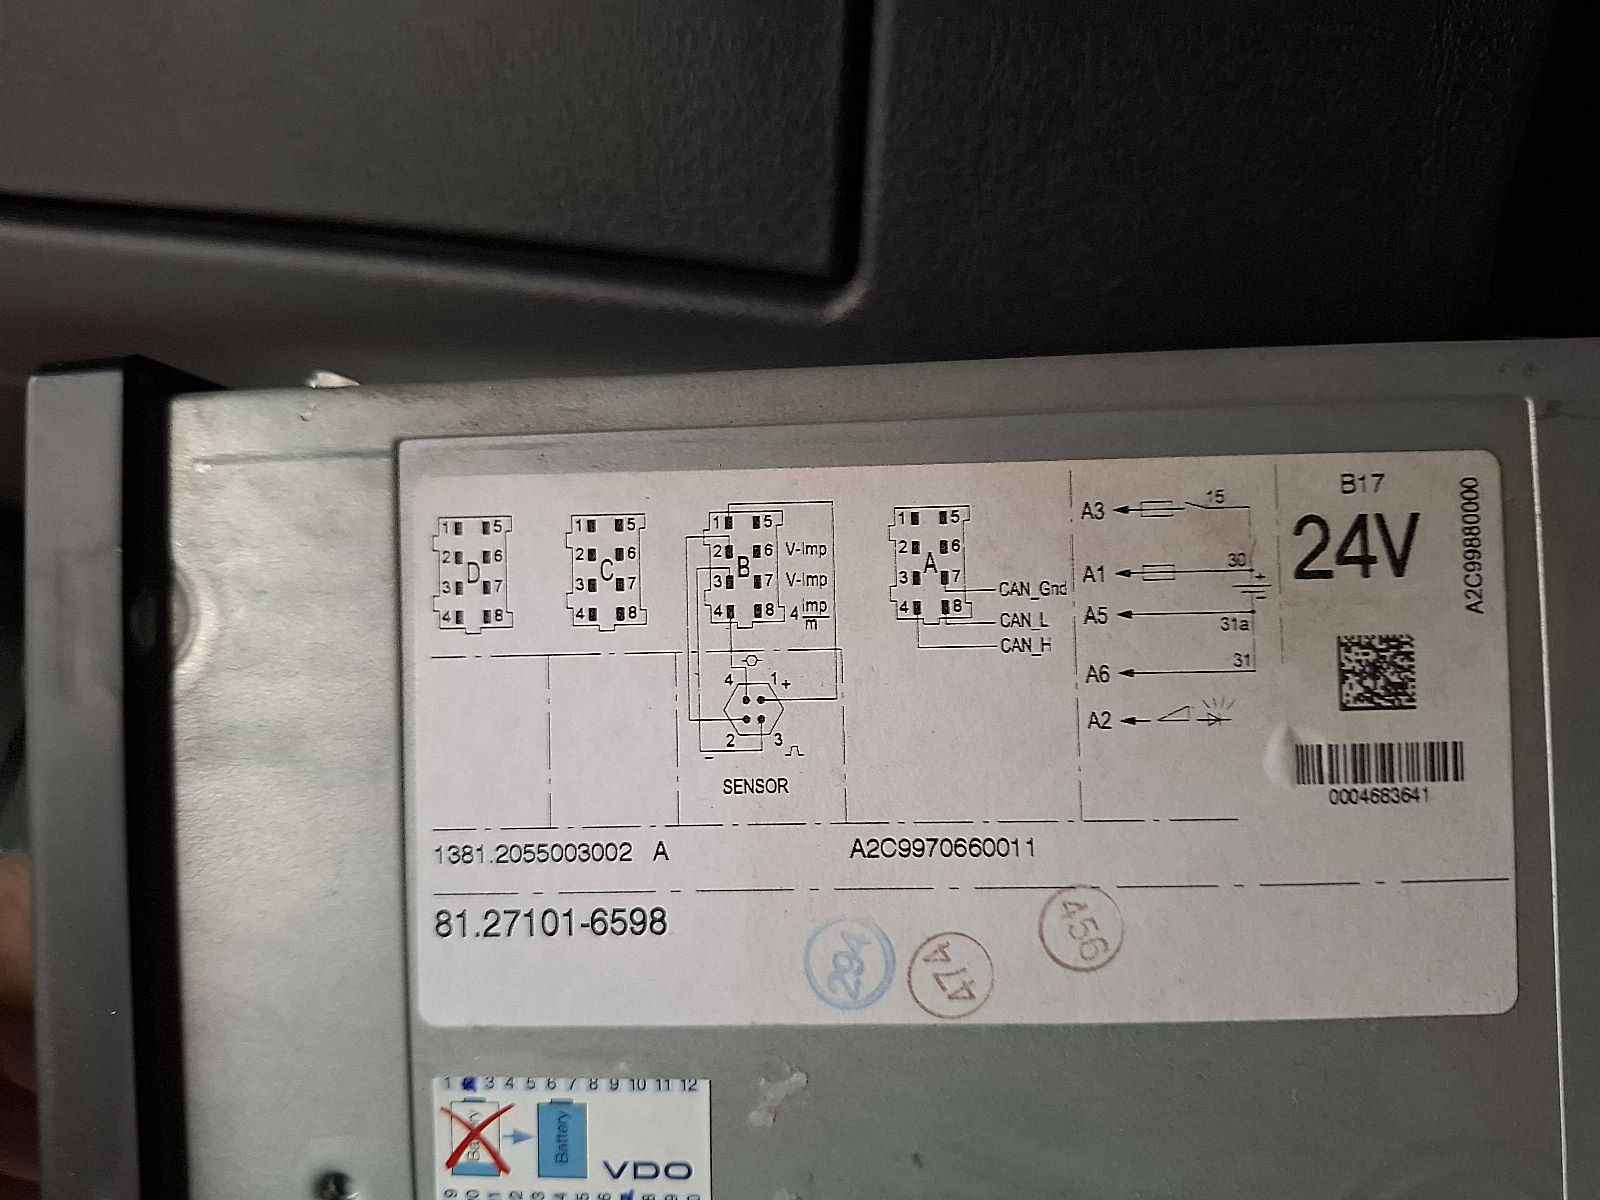 1 5 1 5 1 5 1 5
2 6 2 6 2 6 V-Imp 2 6
D C B A
3 7 3 7 3 7 V-Imp 3 7
4 8 4 8 4 8 4 Imp/m 4 8
CAN_Gnd
CAN_L
CAN_H
4 1 +
2 3
-
SENSOR
A3 15
A1 30
+
A5 31a
A6 31
A2
B17
24V
A2C99880000
0004683641
1381.2055003002 A
A2C9970660011
81.27101-6598
294
474
456
1 3 4 5 6 7 8 9 10 11 12
Battery Battery
VDO